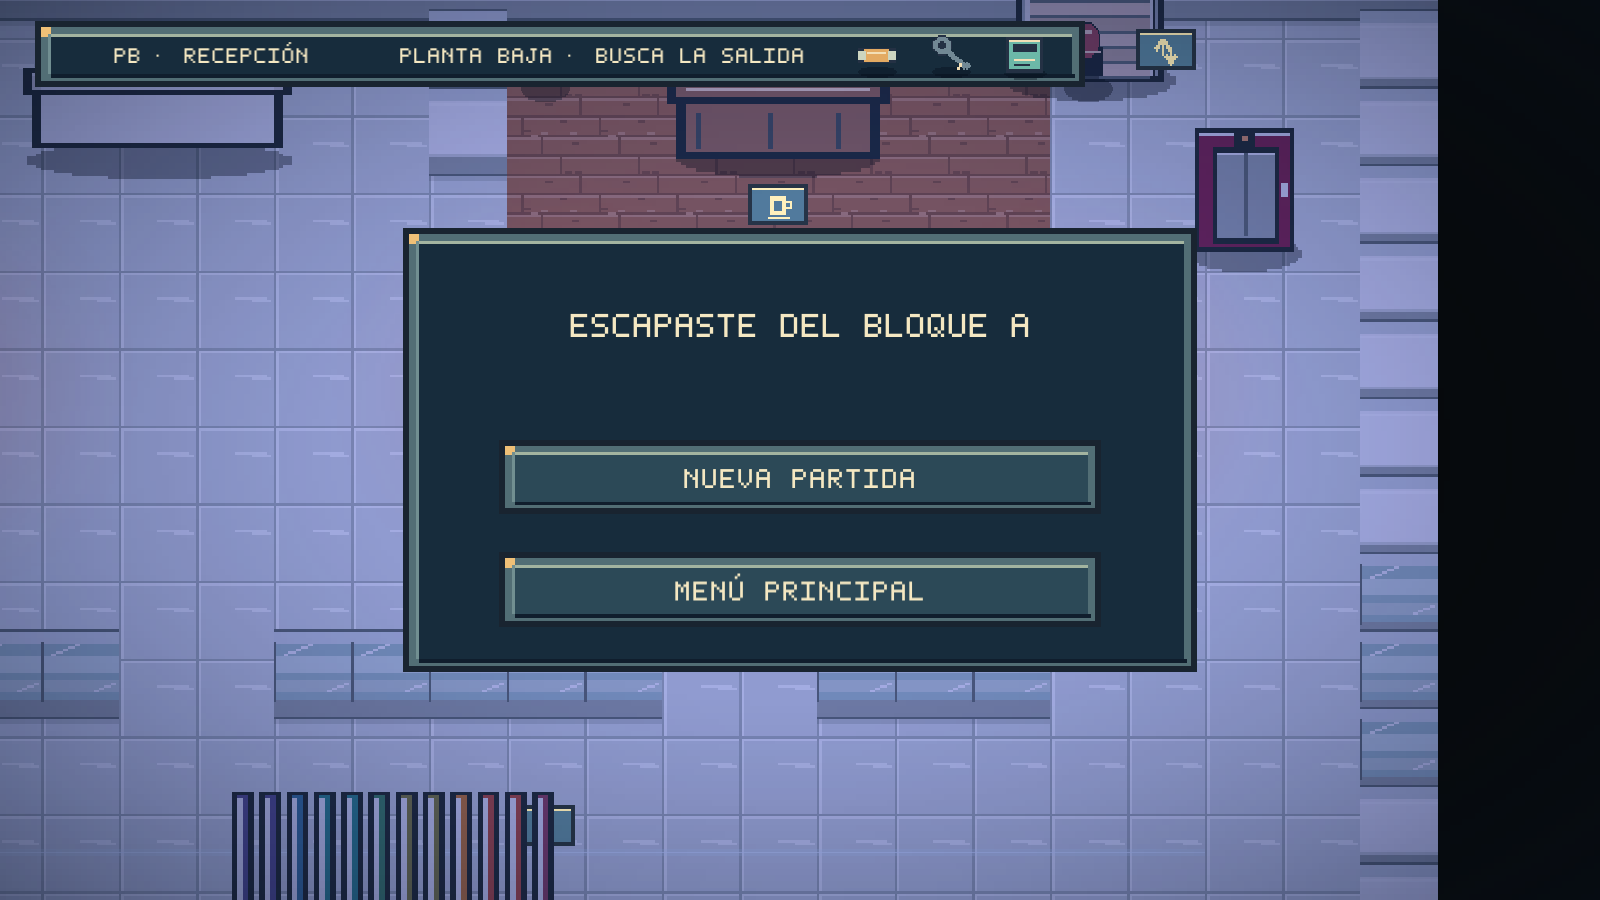 PB · RECEPCIÓN
PLANTA BAJA · BUSCA LA SALIDA
ESCAPASTE DEL BLOQUE A
NUEVA PARTIDA
MENÚ PRINCIPAL